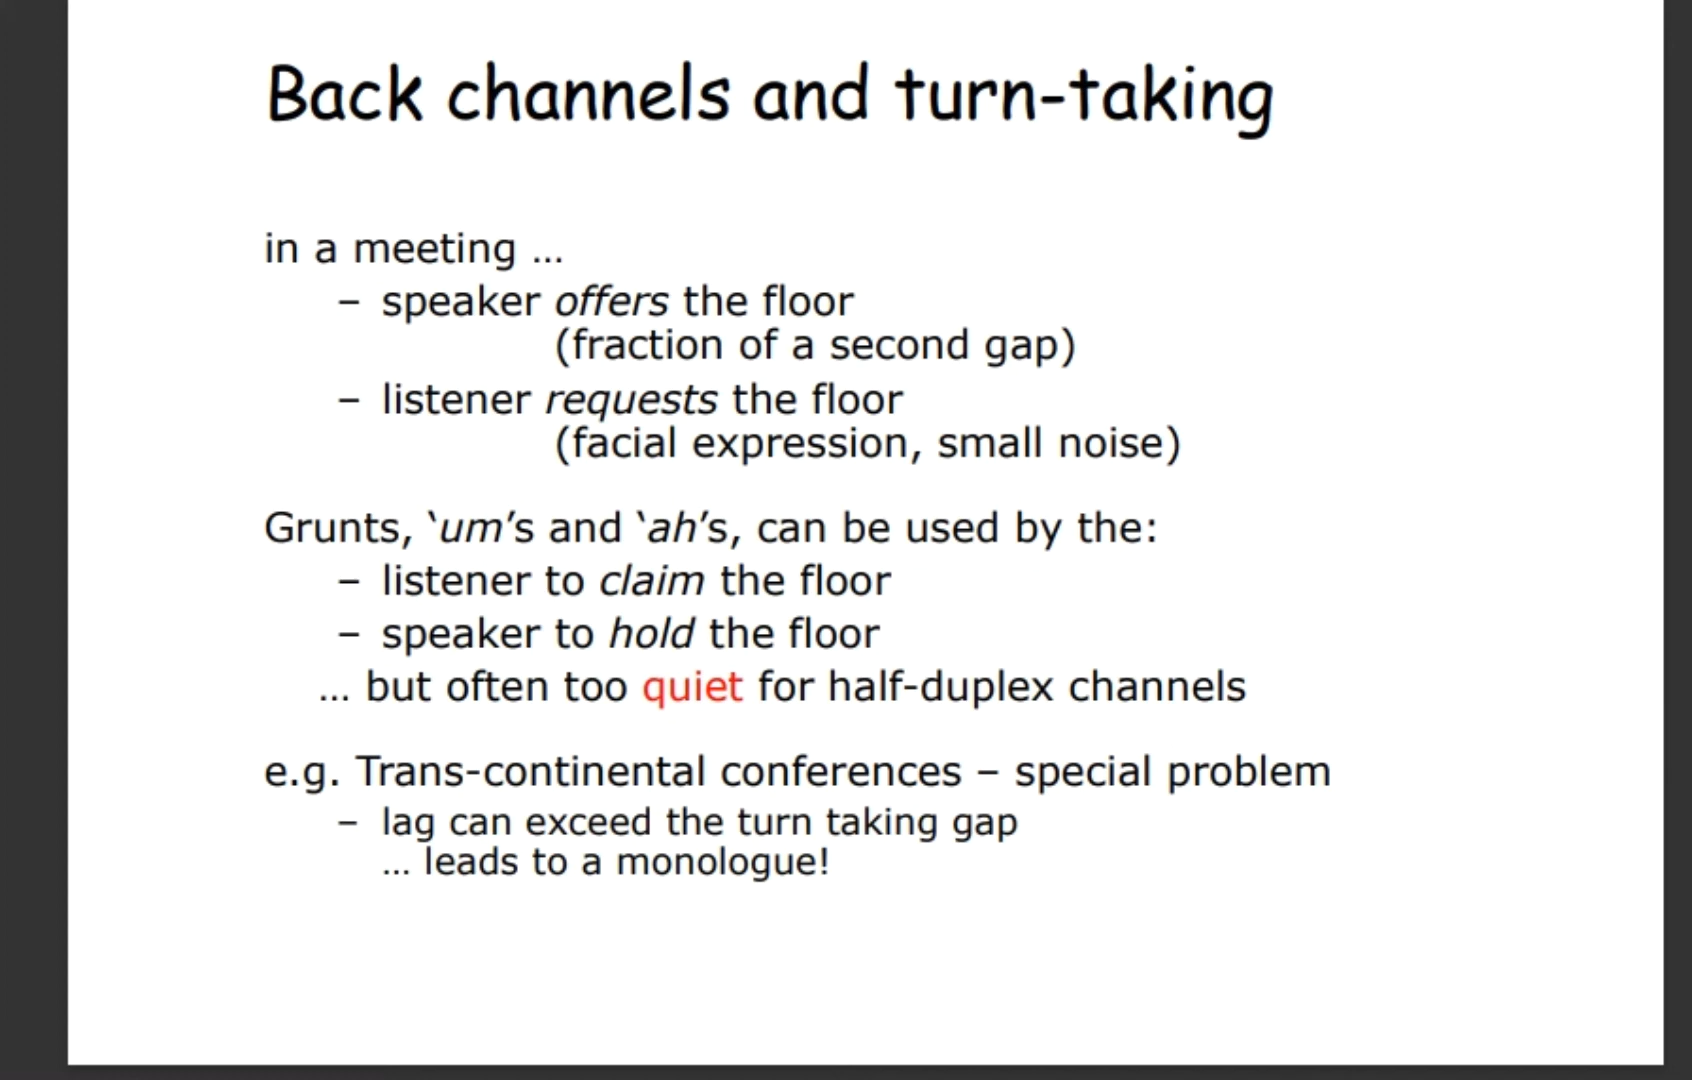 Back channels and turn-taking
in a meeting …
– speaker offers the floor
(fraction of a second gap)
– listener requests the floor
(facial expression, small noise)
Grunts, ‘um’s and ‘ah’s, can be used by the:
– listener to claim the floor
– speaker to hold the floor
… but often too quiet for half-duplex channels
e.g. Trans-continental conferences – special problem
– lag can exceed the turn taking gap
… leads to a monologue!